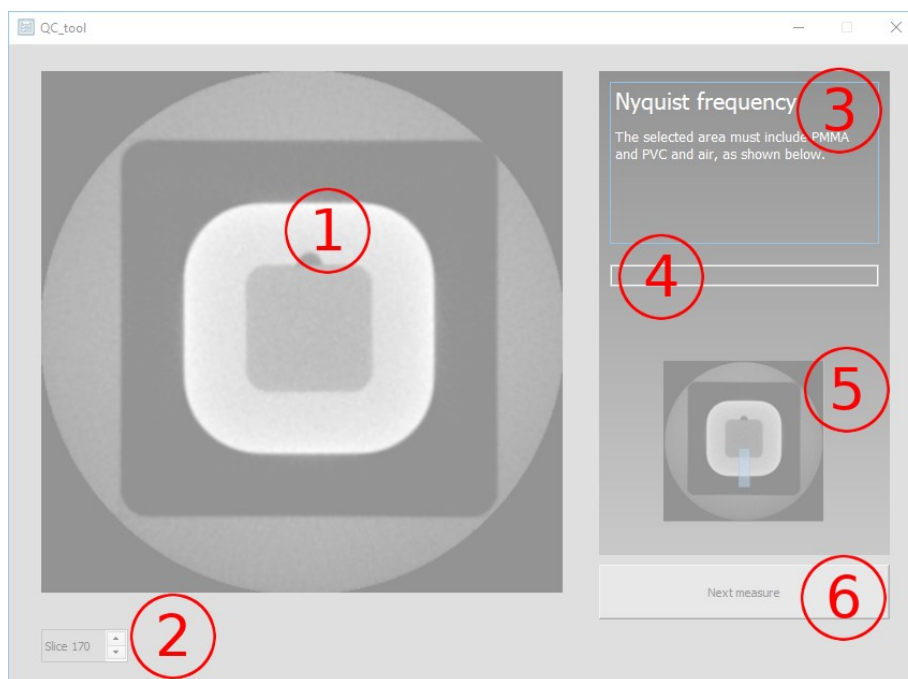 QC_tool
1
3
Nyquist frequency
The selected area must include PMMA
and PVC and air, as shown below.
4
5
Next measure
6
2
Slice 170